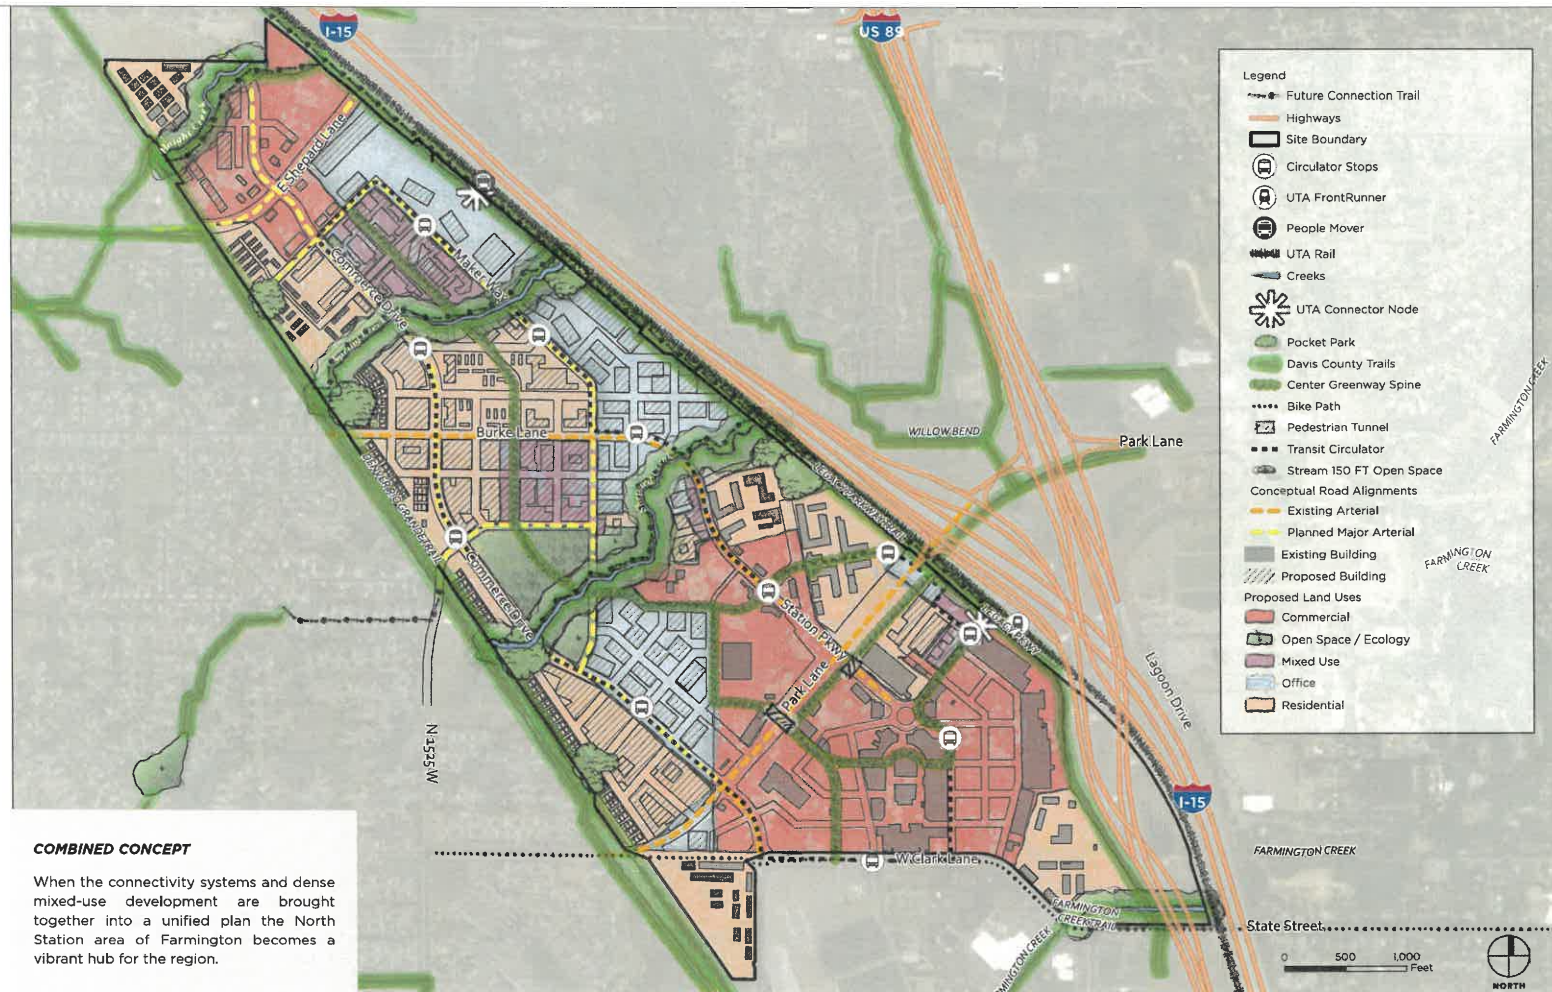 I-15
US 89
Legend
Future Connection Trail
Highways
Site Boundary
Circulator Stops
UTA FrontRunner
People Mover
UTA Rail
Creeks
UTA Connector Node
Pocket Park
Davis County Trails
Center Greenway Spine
Bike Path
Pedestrian Tunnel
Transit Circulator
Stream 150 FT Open Space
Conceptual Road Alignments
Existing Arterial
Planned Major Arterial
Existing Building
Proposed Building
Proposed Land Uses
Commercial
Open Space / Ecology
Mixed Use
Office
Residential
E Shepard Lane
Maker Way
Commerce Drive
Burke Lane
WILLOW BEND
Park Lane
FARMINGTON CREEK
FARMINGTON
CREEK
Commerce Drive
Station Pkwy
Park Lane
Lagoon Drive
N 1525 W
I-15
W Clark Lane
FARMINGTON CREEK
FARMINGTON
CREEK TRAIL
FARMINGTON CREEK
State Street
COMBINED CONCEPT
When the connectivity systems and dense
mixed-use development are brought
together into a unified plan the North
Station area of Farmington becomes a
vibrant hub for the region.
0 500 1,000
Feet
NORTH